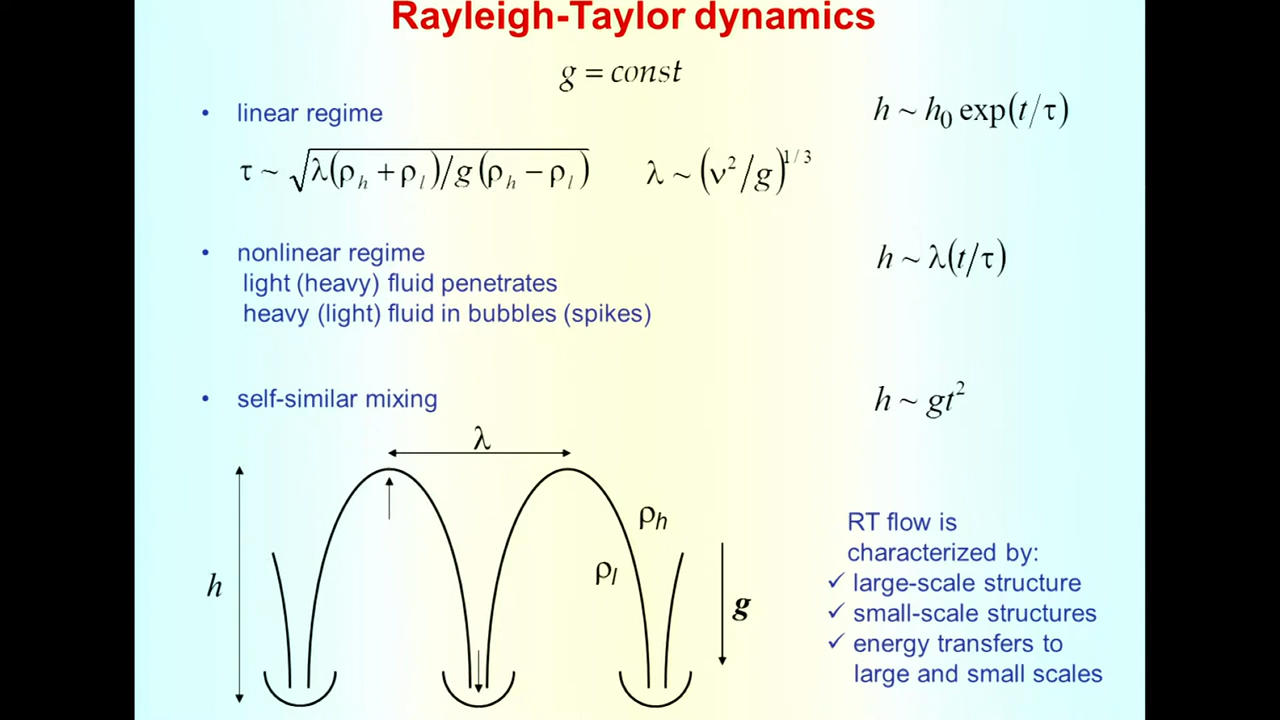 Rayleigh-Taylor dynamics
g = const
• linear regime
h ~ h₀ exp(t/τ)
τ ~ √λ(ρₕ + ρₗ)/g(ρₕ − ρₗ)
λ ~ (ν²/g)^1/3
• nonlinear regime
light (heavy) fluid penetrates
heavy (light) fluid in bubbles (spikes)
h ~ λ(t/τ)
• self-similar mixing
h ~ gt²
λ
h
ρₕ
ρₗ
g
RT flow is
characterized by:
✓ large-scale structure
✓ small-scale structures
✓ energy transfers to
large and small scales